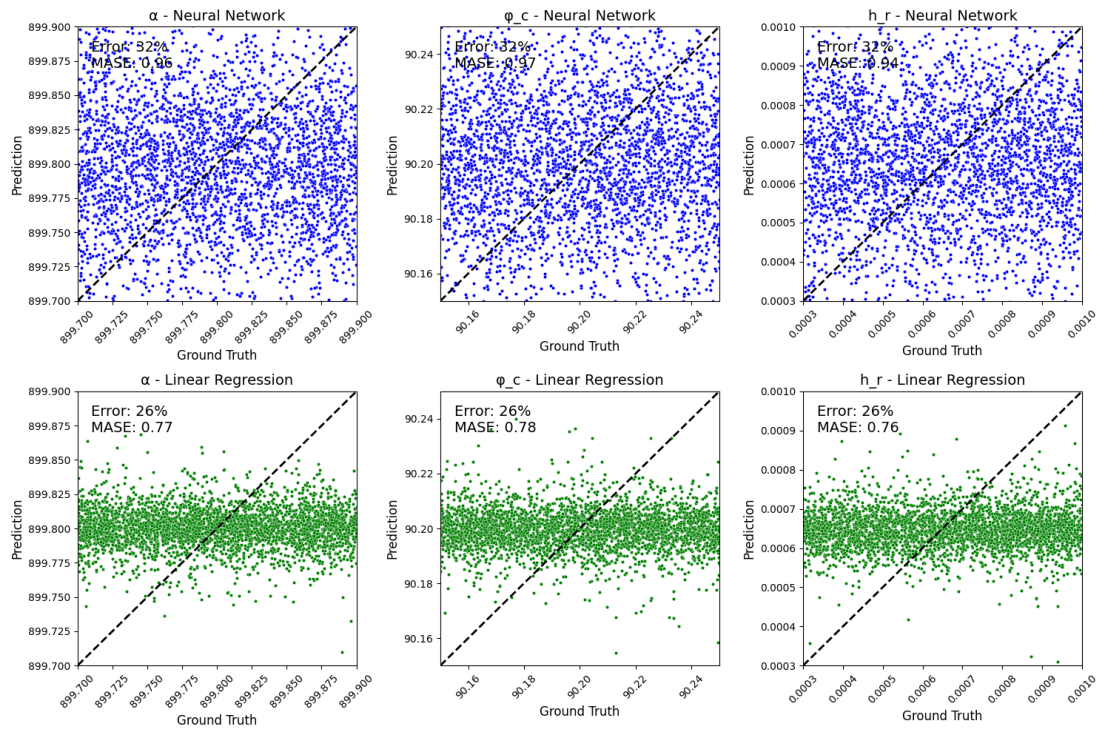 α - Neural Network
Error: 32%
MASE: 0.96
899.900
899.875
899.850
899.825
899.800
899.775
899.750
899.725
899.700
Prediction
899.700 899.725 899.750 899.775 899.800 899.825 899.850 899.875 899.900
Ground Truth
φ_c - Neural Network
Error: 32%
MASE: 0.97
90.24
90.22
90.20
90.18
90.16
Prediction
90.16 90.18 90.20 90.22 90.24
Ground Truth
h_r - Neural Network
Error: 32%
MASE: 0.94
0.0010
0.0009
0.0008
0.0007
0.0006
0.0005
0.0004
0.0003
Prediction
0.0003 0.0004 0.0005 0.0006 0.0007 0.0008 0.0009 0.0010
Ground Truth
α - Linear Regression
Error: 26%
MASE: 0.77
899.900
899.875
899.850
899.825
899.800
899.775
899.750
899.725
899.700
Prediction
899.700 899.725 899.750 899.775 899.800 899.825 899.850 899.875 899.900
Ground Truth
φ_c - Linear Regression
Error: 26%
MASE: 0.78
90.24
90.22
90.20
90.18
90.16
Prediction
90.16 90.18 90.20 90.22 90.24
Ground Truth
h_r - Linear Regression
Error: 26%
MASE: 0.76
0.0010
0.0009
0.0008
0.0007
0.0006
0.0005
0.0004
0.0003
Prediction
0.0003 0.0004 0.0005 0.0006 0.0007 0.0008 0.0009 0.0010
Ground Truth